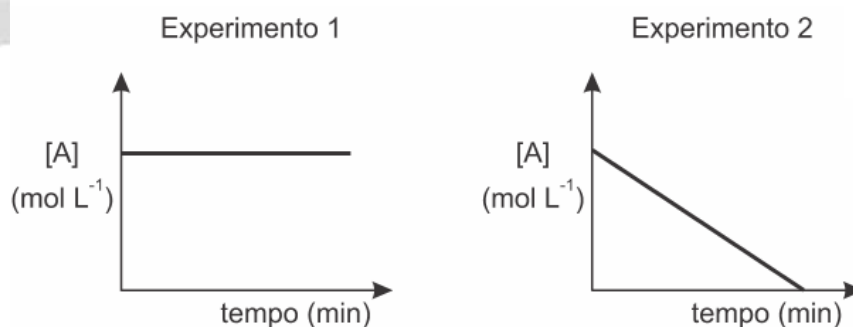 Experimento 1
[A]
(mol L⁻¹)
tempo (min)
Experimento 2
[A]
(mol L⁻¹)
tempo (min)